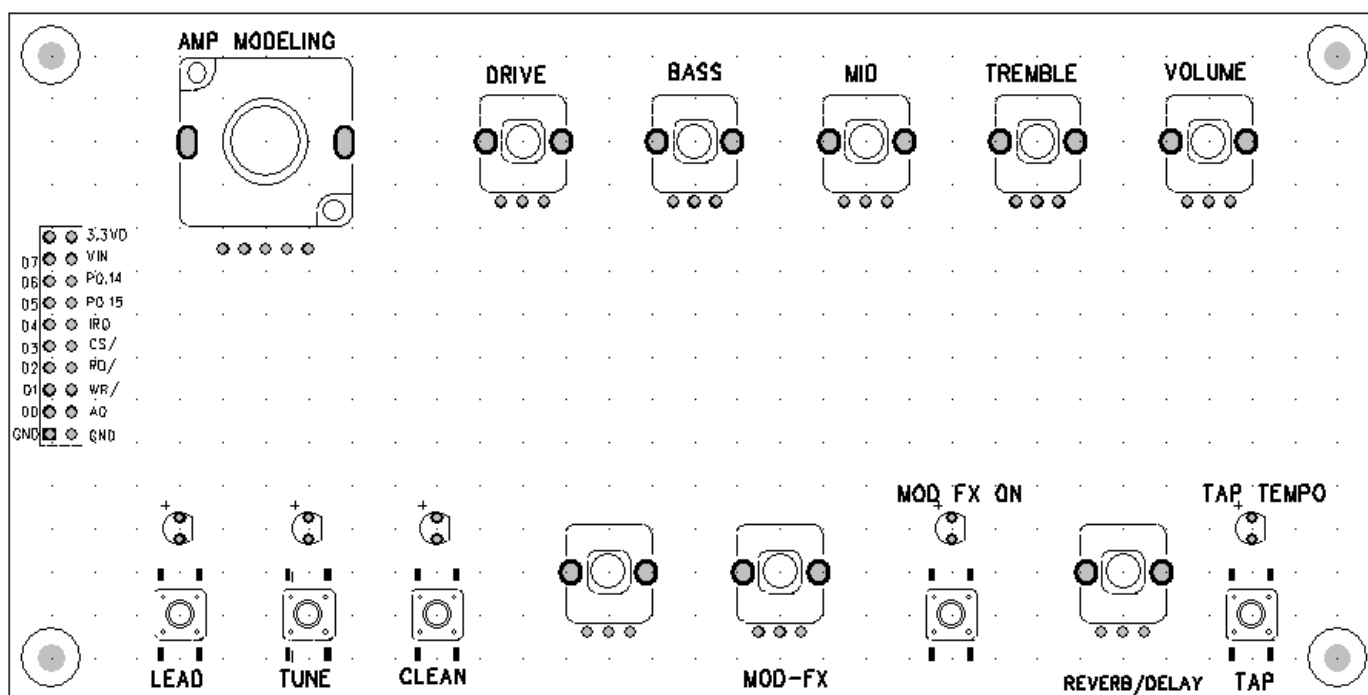 AMP MODELING
DRIVE
BASS
MID
TREMBLE
VOLUME
3.3VD
D7 VIN
D6 P0.14
D5 P0.15
D4 IRQ
D3 CS/
D2 RD/
D1 WR/
D0 A0
GND GND
MOD FX ON
TAP TEMPO
+ + + + +
LEAD
TUNE
CLEAN
MOD-FX
REVERB/DELAY
TAP